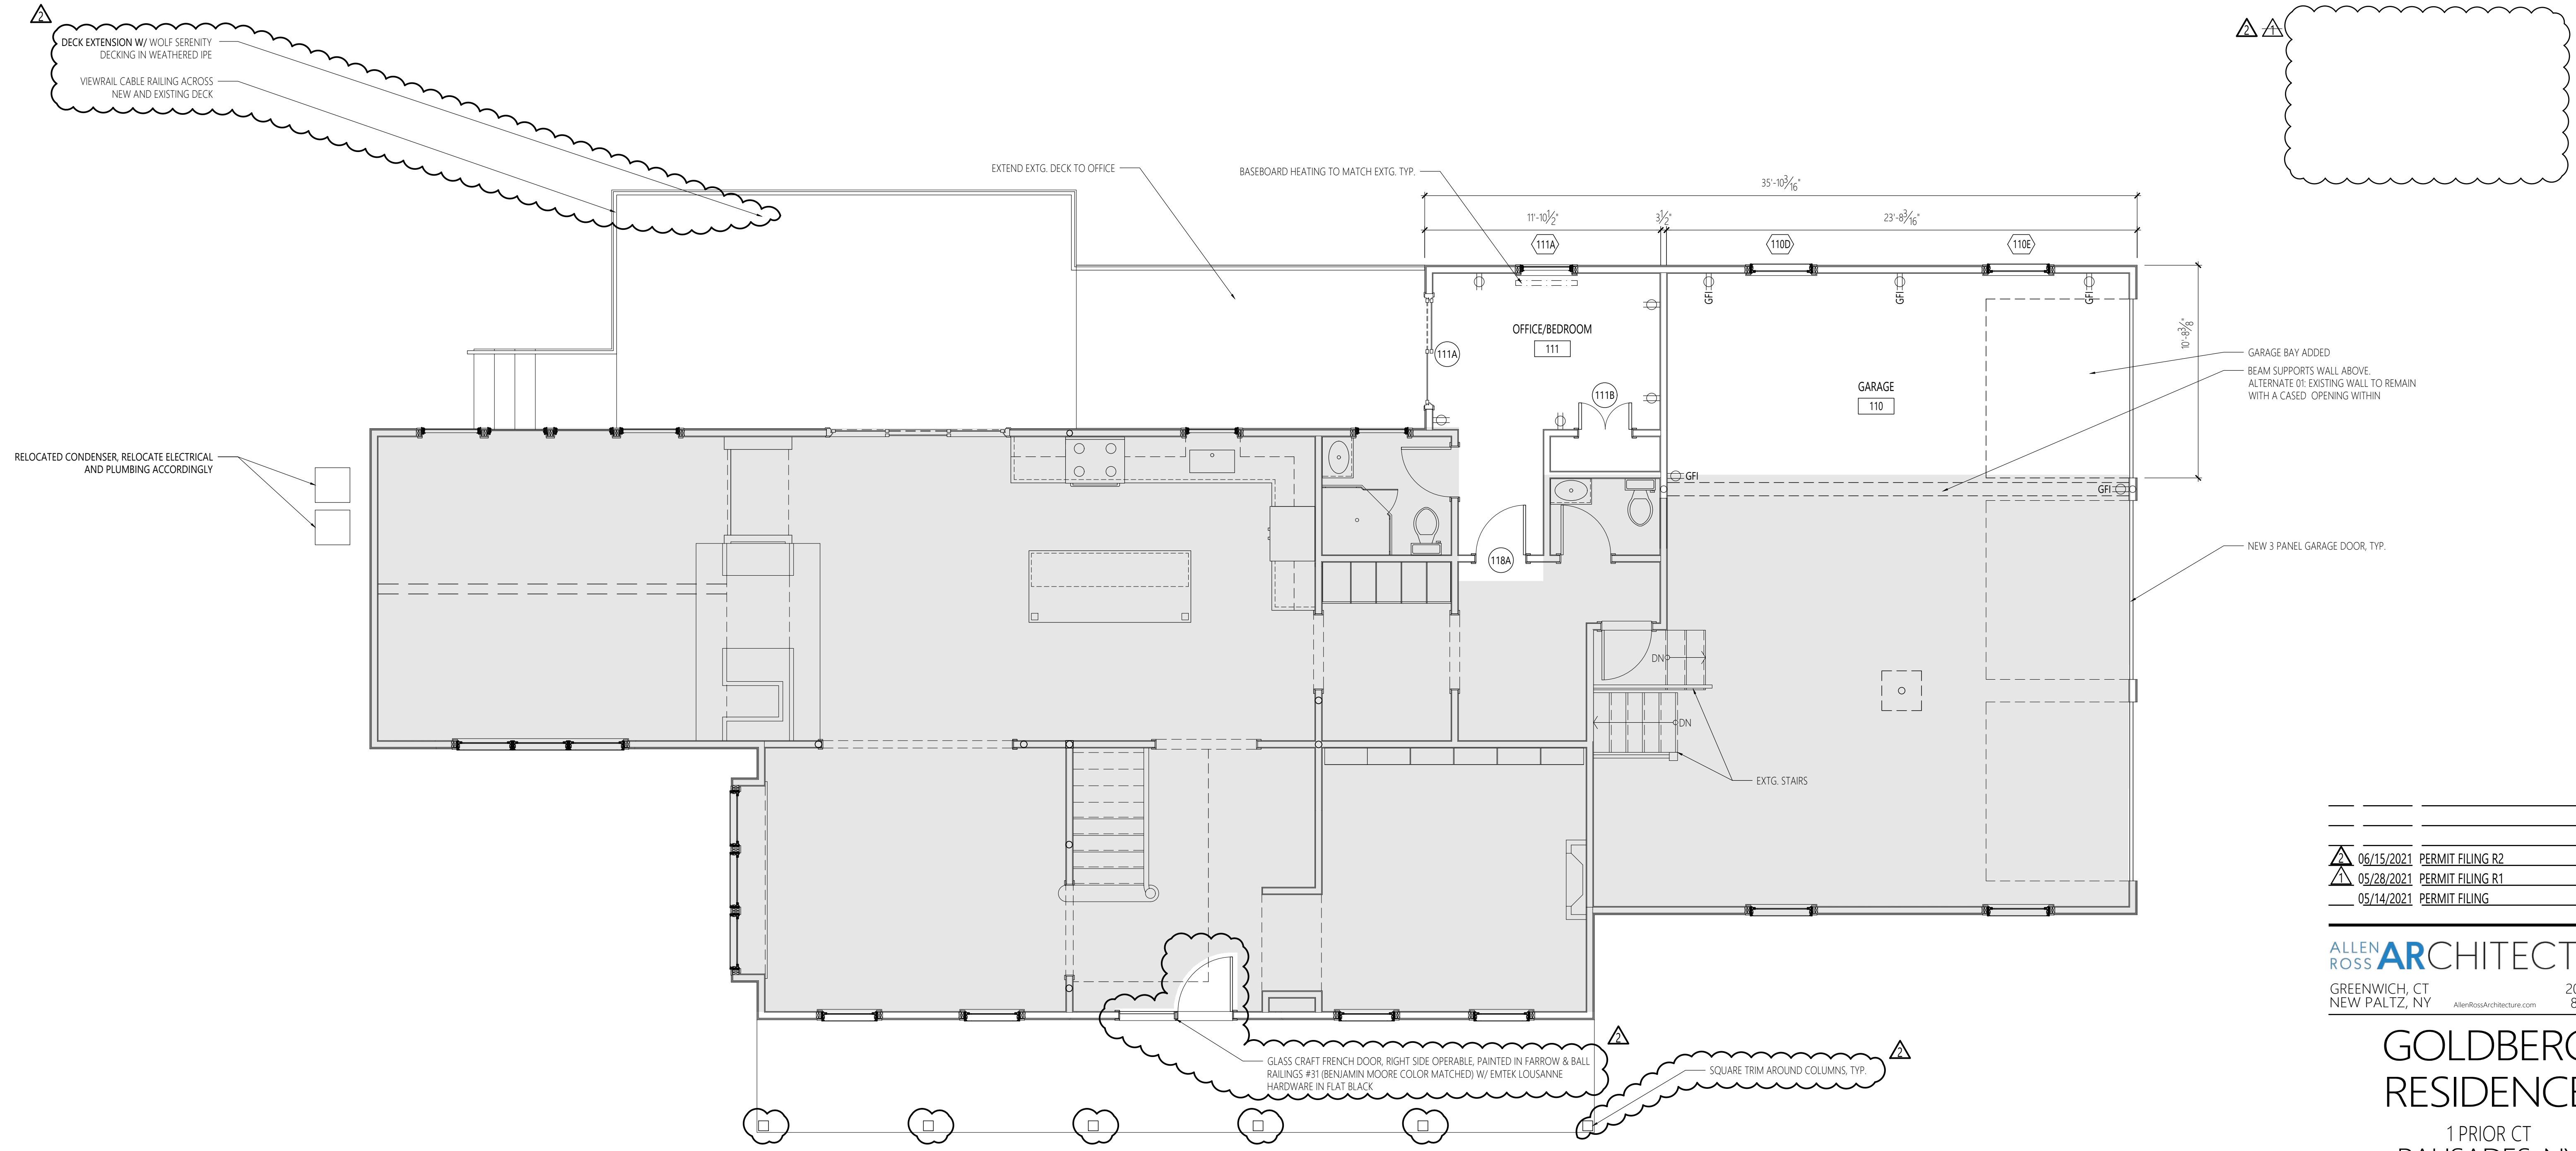 2
DECK EXTENSION W/ WOLF SERENITY
DECKING IN WEATHERED IPE
VIEWRAIL CABLE RAILING ACROSS
NEW AND EXISTING DECK
2 1
EXTEND EXTG. DECK TO OFFICE
BASEBOARD HEATING TO MATCH EXTG. TYP.
35'-10 3/16"
11'-10 1/2"
3 1/2"
23'-8 3/16"
111A
110D
110E
GFI
GFI
GFI
10'-8 3/8"
OFFICE/BEDROOM
111
111A
111B
GARAGE
110
GARAGE BAY ADDED
BEAM SUPPORTS WALL ABOVE.
ALTERNATE 01: EXISTING WALL TO REMAIN
WITH A CASED OPENING WITHIN
RELOCATED CONDENSER, RELOCATE ELECTRICAL
AND PLUMBING ACCORDINGLY
GFI
GFI
118A
NEW 3 PANEL GARAGE DOOR, TYP.
DN
DN
EXTG. STAIRS
2
GLASS CRAFT FRENCH DOOR, RIGHT SIDE OPERABLE, PAINTED IN FARROW & BALL
RAILINGS #31 (BENJAMIN MOORE COLOR MATCHED) W/ EMTEK LOUSANNE
HARDWARE IN FLAT BLACK
2
SQUARE TRIM AROUND COLUMNS, TYP.
2 06/15/2021 PERMIT FILING R2
1 05/28/2021 PERMIT FILING R1
05/14/2021 PERMIT FILING
ALLEN
ROSS ARCHITECT
GREENWICH, CT 20
NEW PALTZ, NY AllenRossArchitecture.com 8
GOLDBER
RESIDENCE
1 PRIOR CT